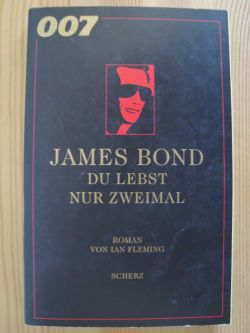 007
JAMES BOND
DU LEBST
NUR ZWEIMAL
ROMAN
VON IAN FLEMING
SCHERZ